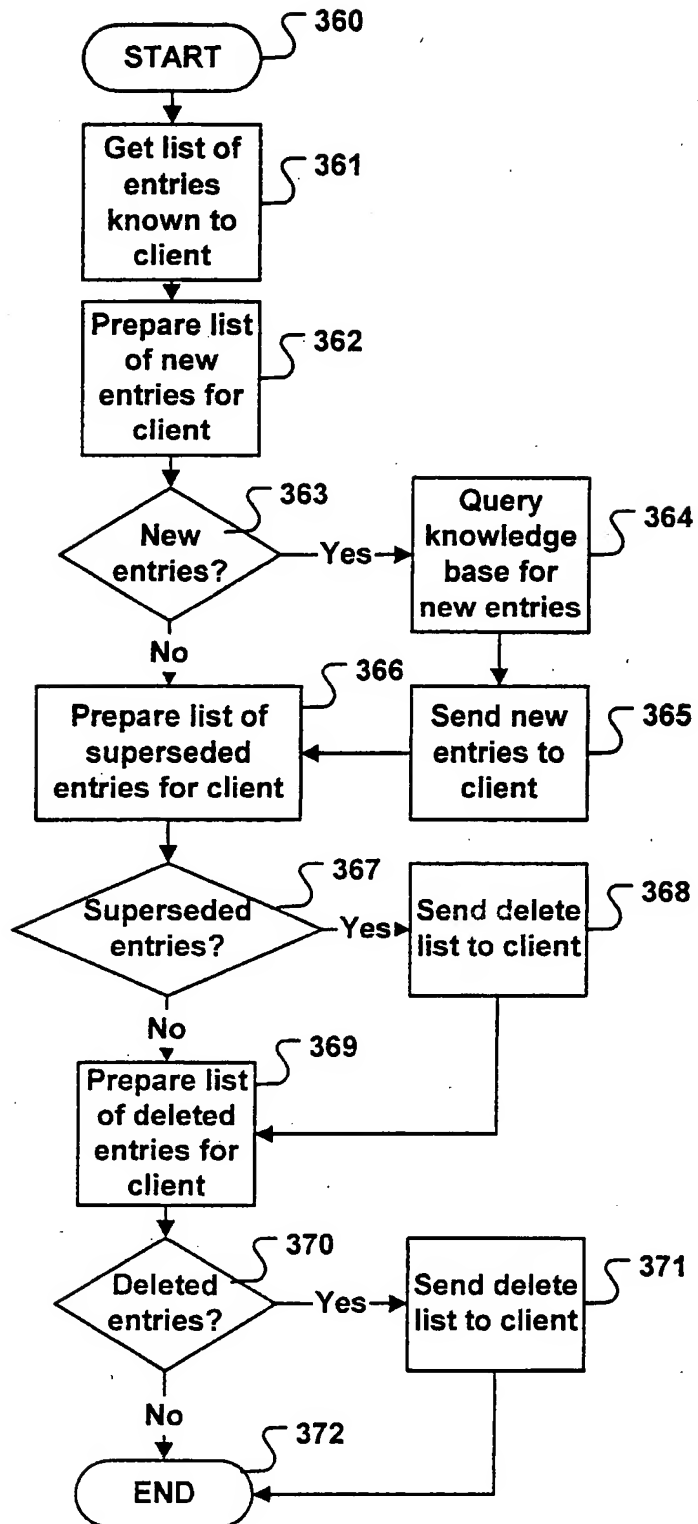 360
START
Get list of
entries
known to
client
361
Prepare list
of new
entries for
client
362
363
New
entries?
Yes
No
Query
knowledge
base for
new entries
364
366
Prepare list of
superseded
entries for client
Send new
entries to
client
365
367
Superseded
entries?
Yes
No
Send delete
list to client
368
369
Prepare list
of deleted
entries for
client
370
Deleted
entries?
Yes
No
Send delete
list to client
371
372
END